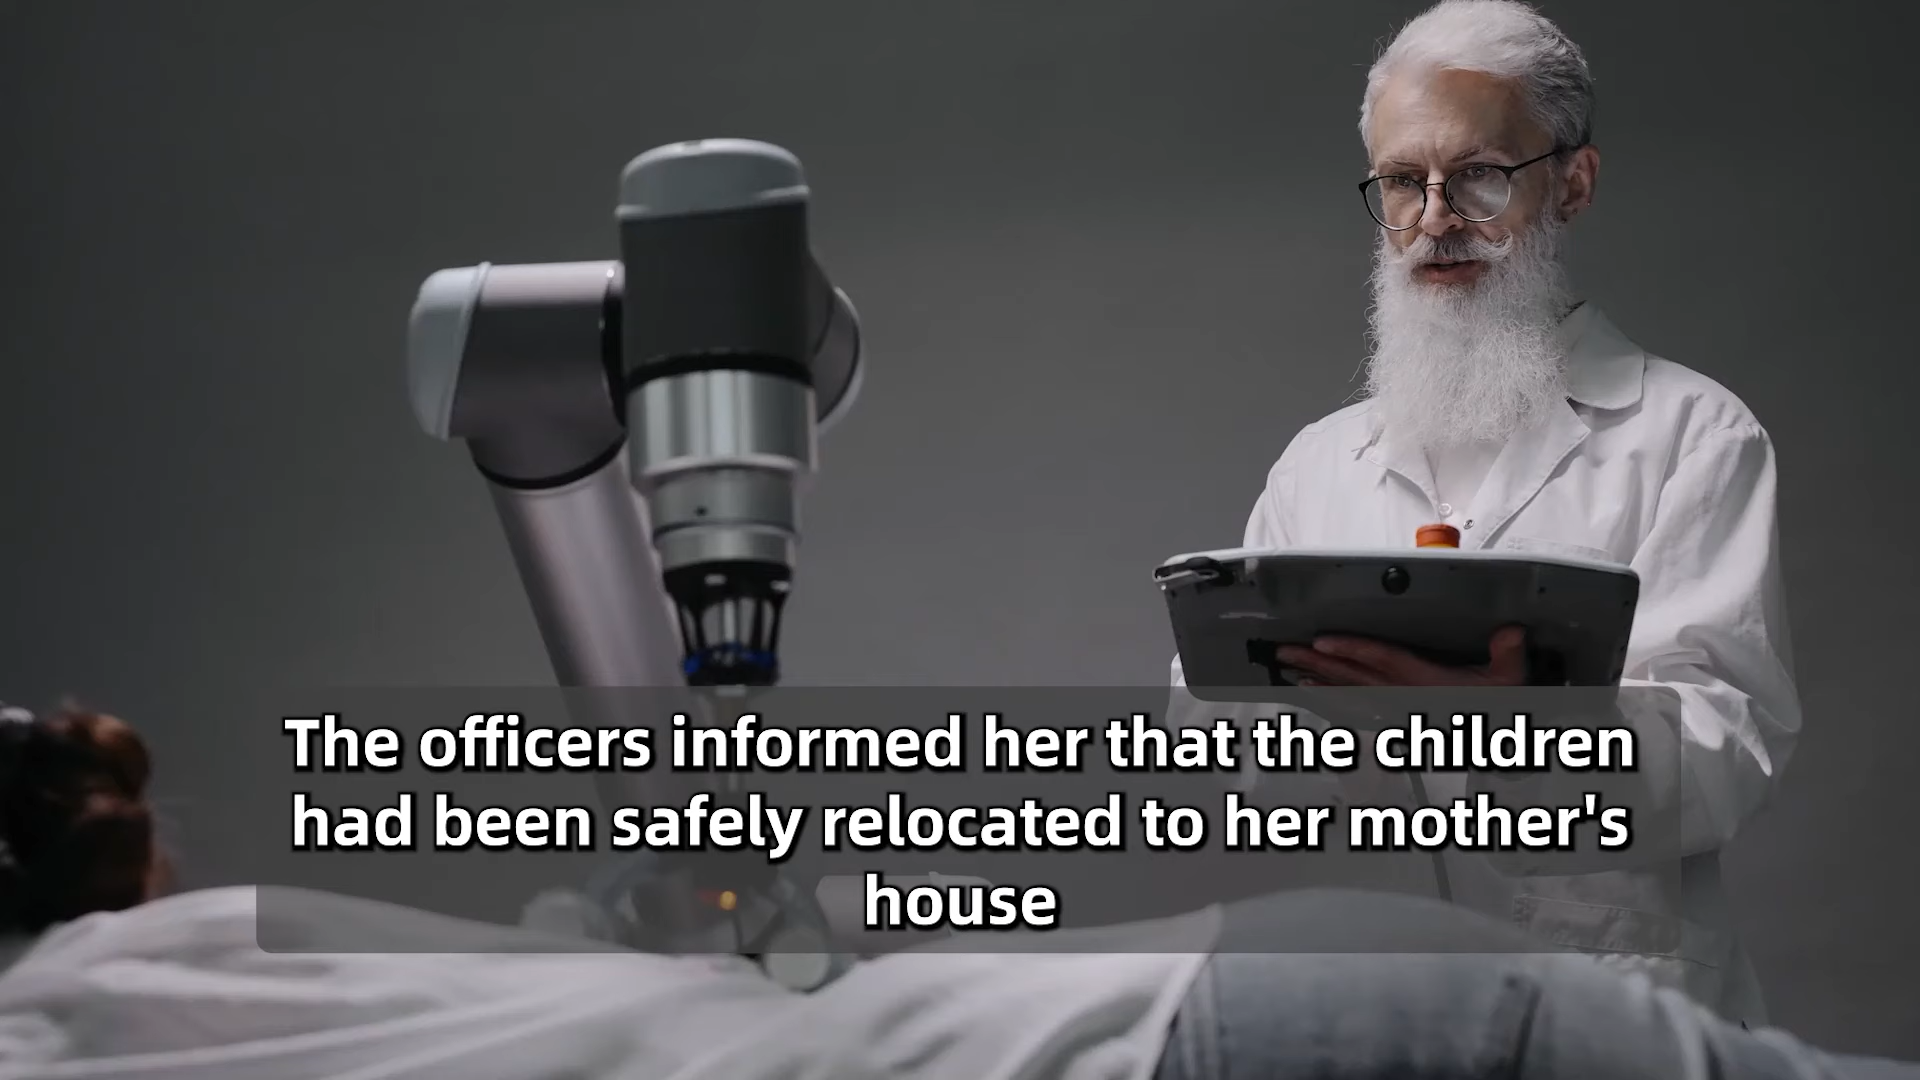 The officers informed her that the children
had been safely relocated to her mother's
house